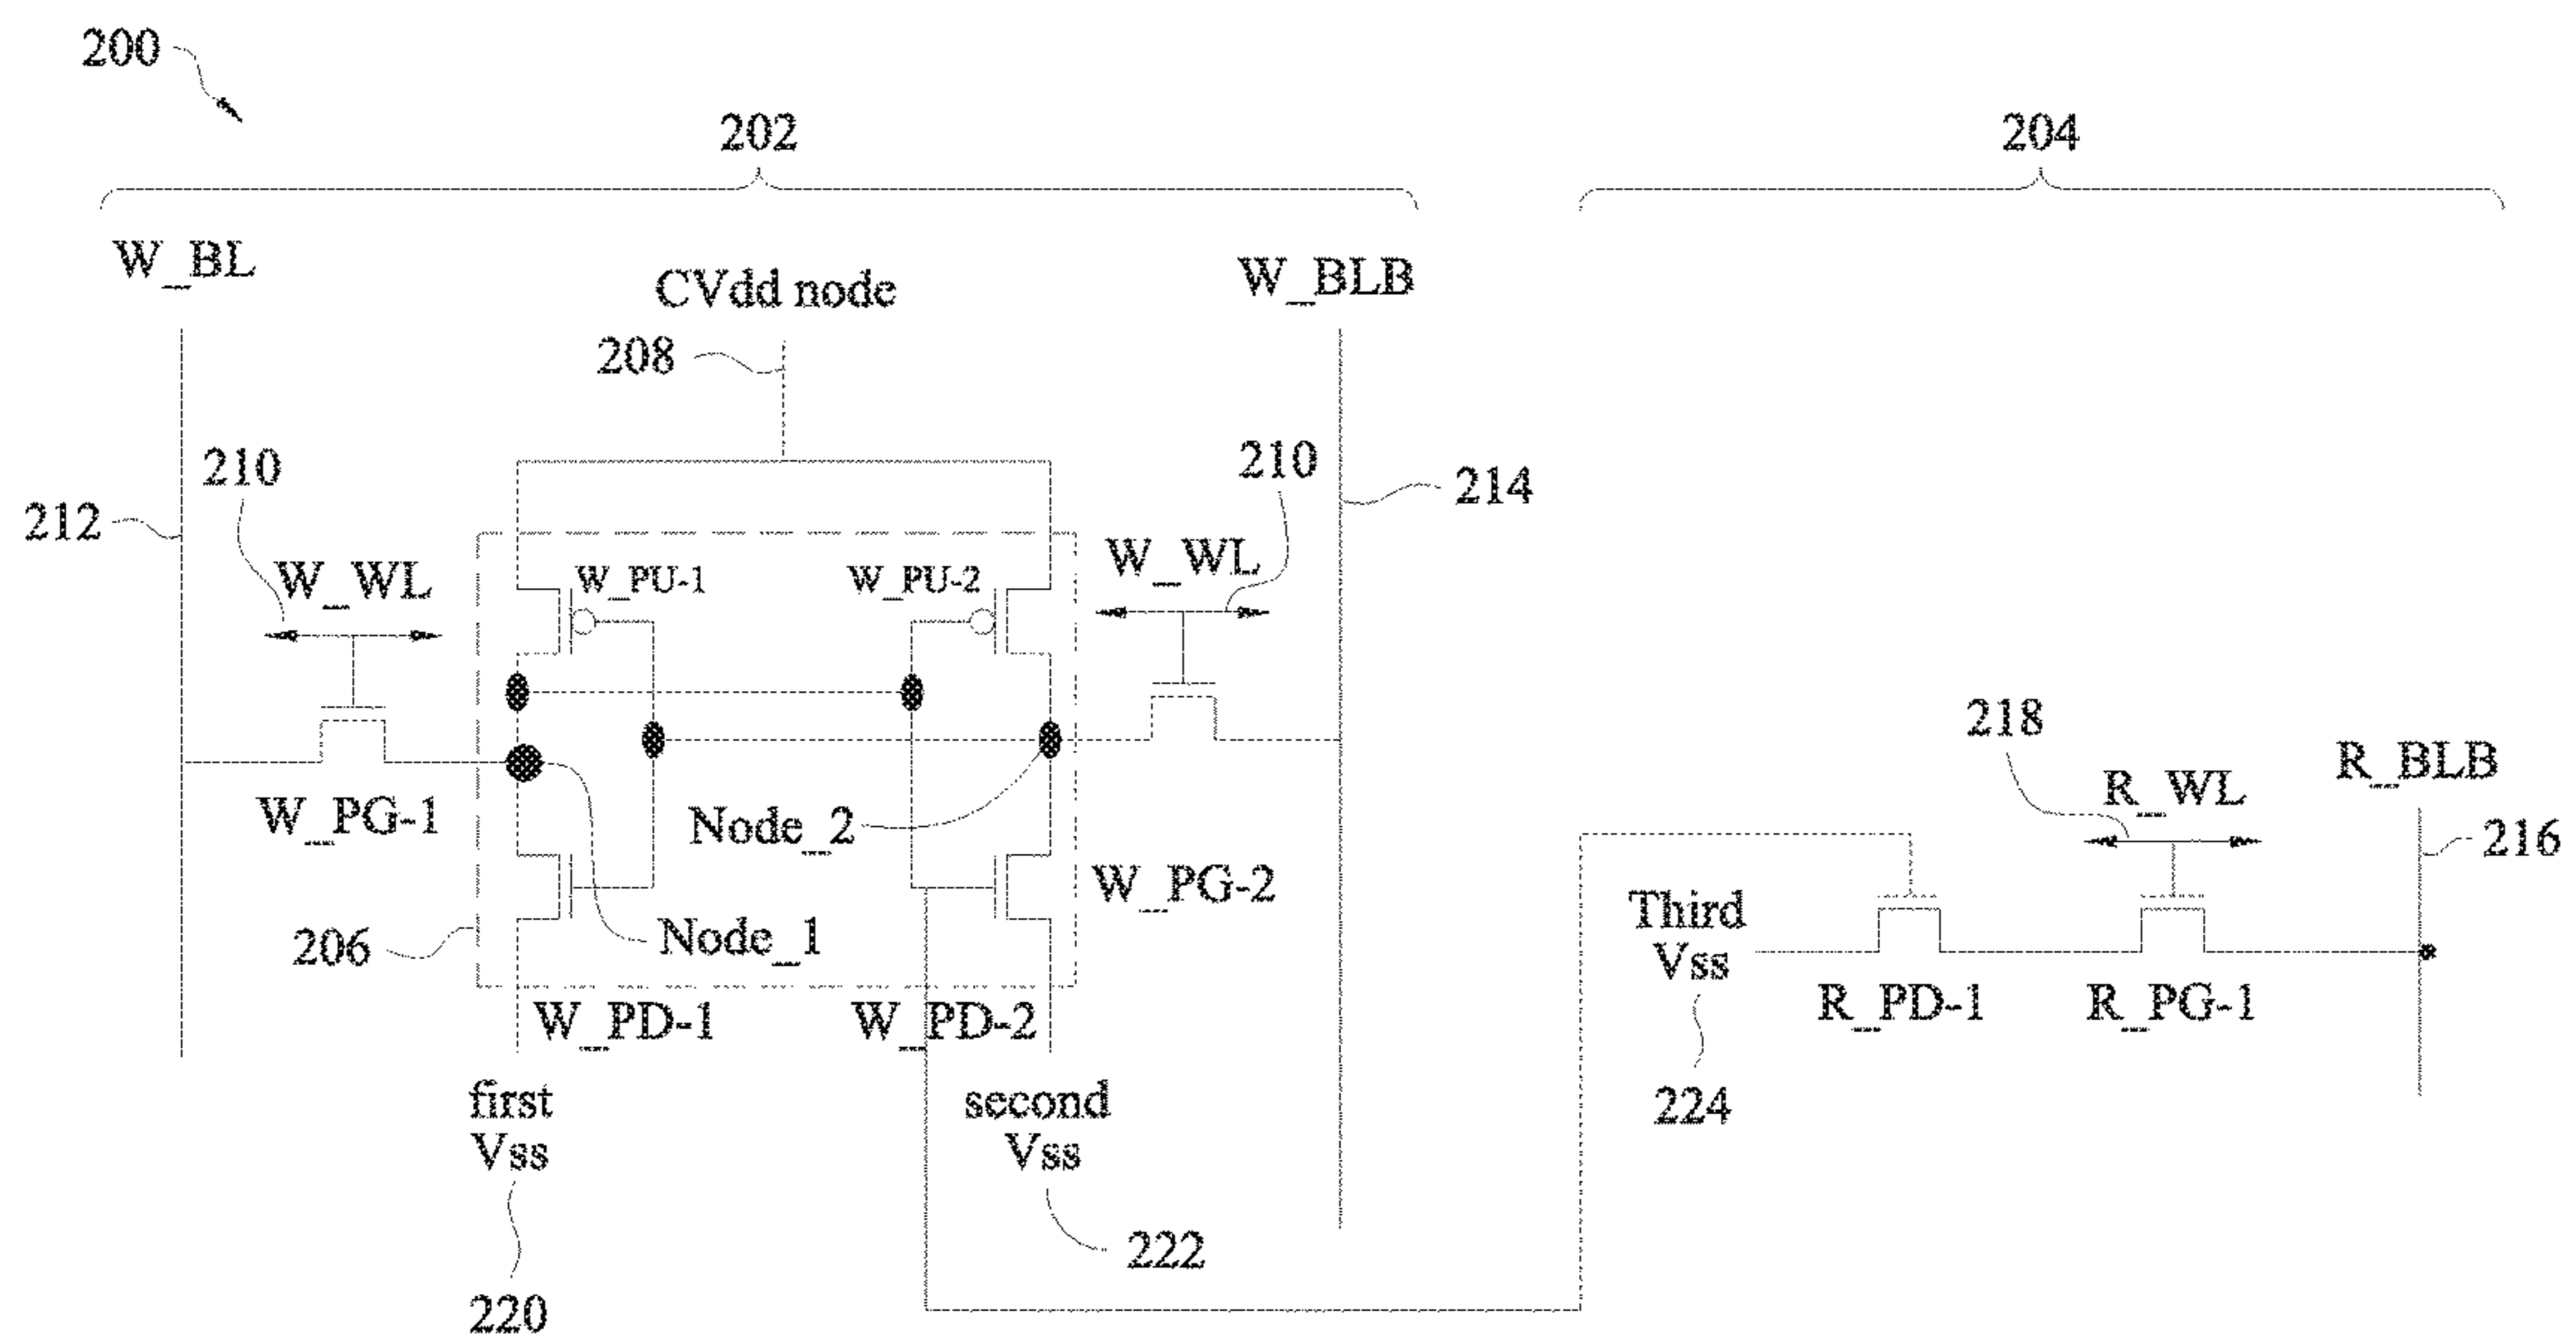 200
202
204
W_BL
CVdd node
W_BLB
208
210
210
214
212
W_WL
W_PU-1
W_PU-2
W_WL
218
R_BLB
R_WL
W_PG-1
Node_2
216
W_PG-2
Third
Vss
206
Node_1
R_PD-1
R_PG-1
W_PD-1
W_PD-2
224
first
Vss
second
Vss
222
220